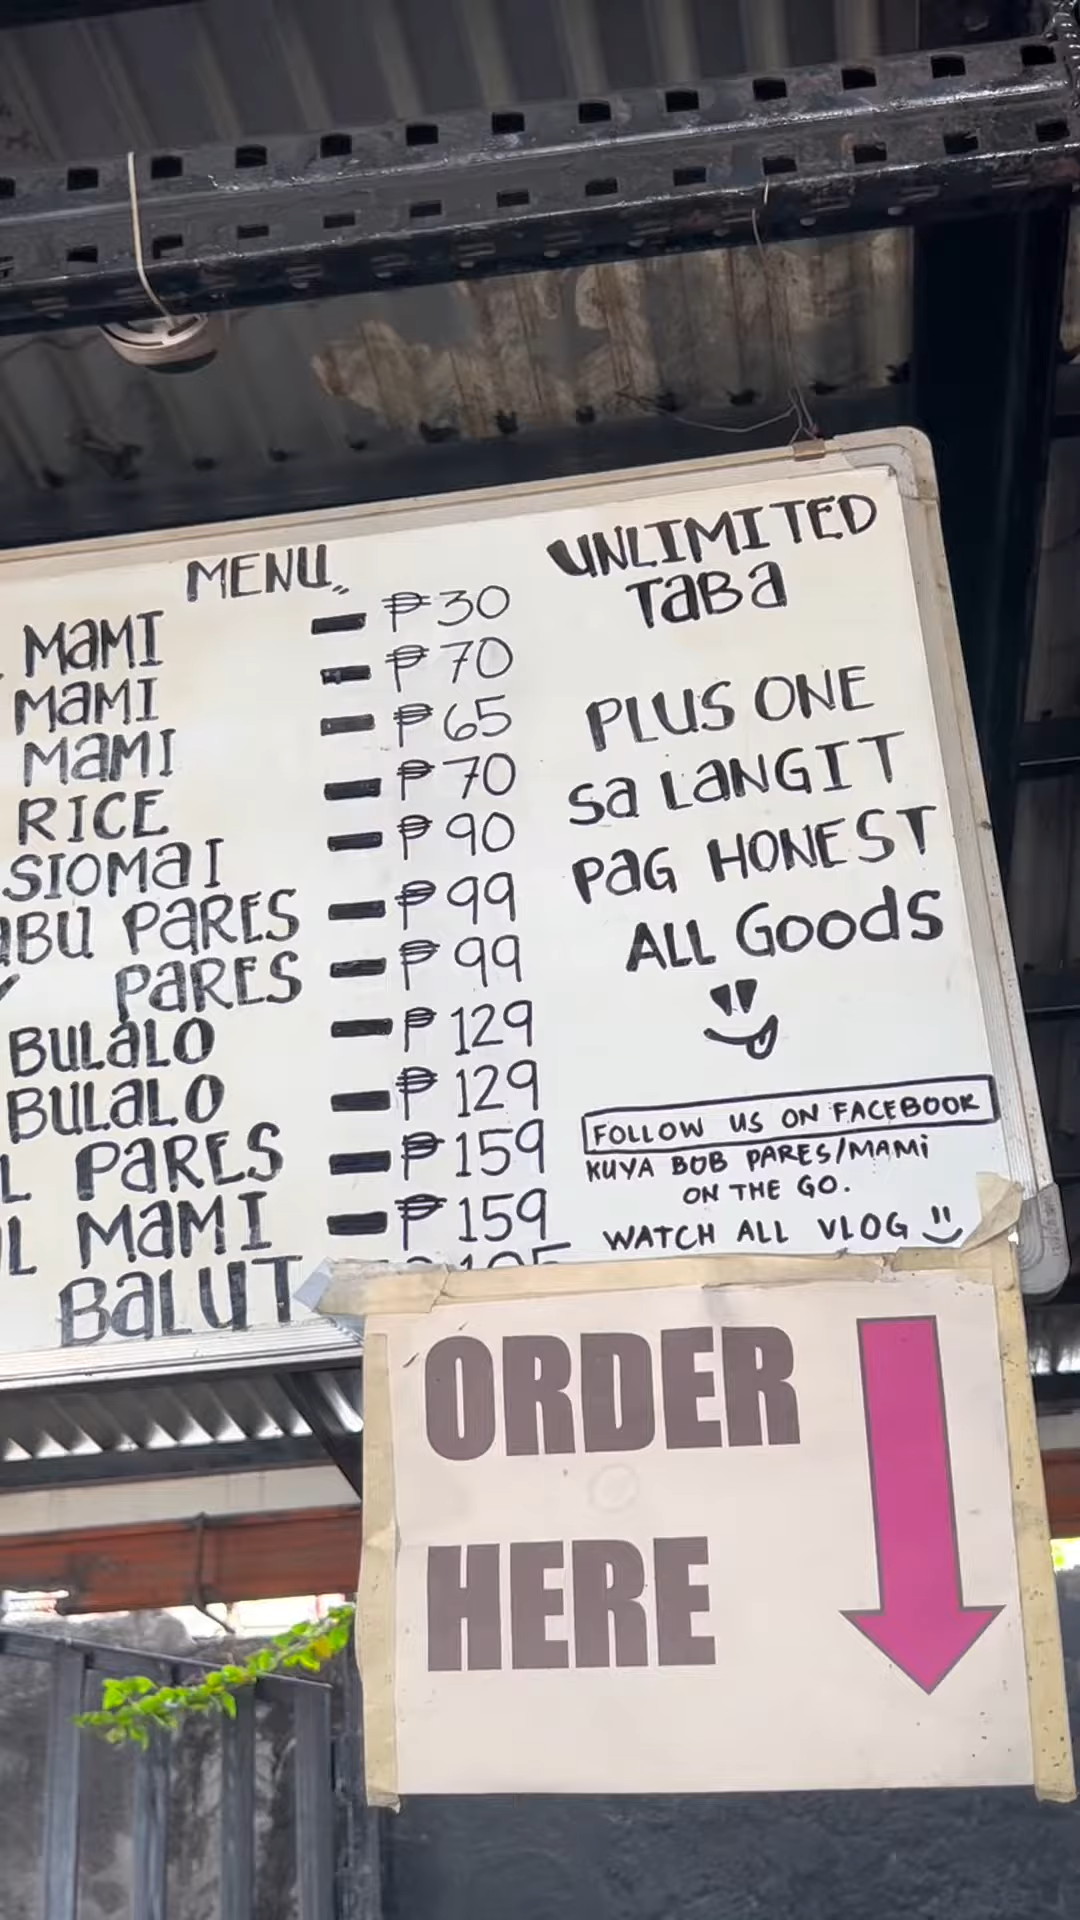 MENU
MAMI - ₱30
MAMI - ₱70
MAMI - ₱65
RICE - ₱70
SIOMAI - ₱90
PARES - ₱99
PARES - ₱99
BULALO - ₱129
BULALO - ₱129
PARES - ₱159
MAMI - ₱159
BALUT
UNLIMITED
TABA
PLUS ONE
SA LANGIT
PAG HONEST
ALL GOODS
FOLLOW US ON FACEBOOK
KUYA BOB PARES/MAMI
ON THE GO.
WATCH ALL VLOG
ORDER
HERE